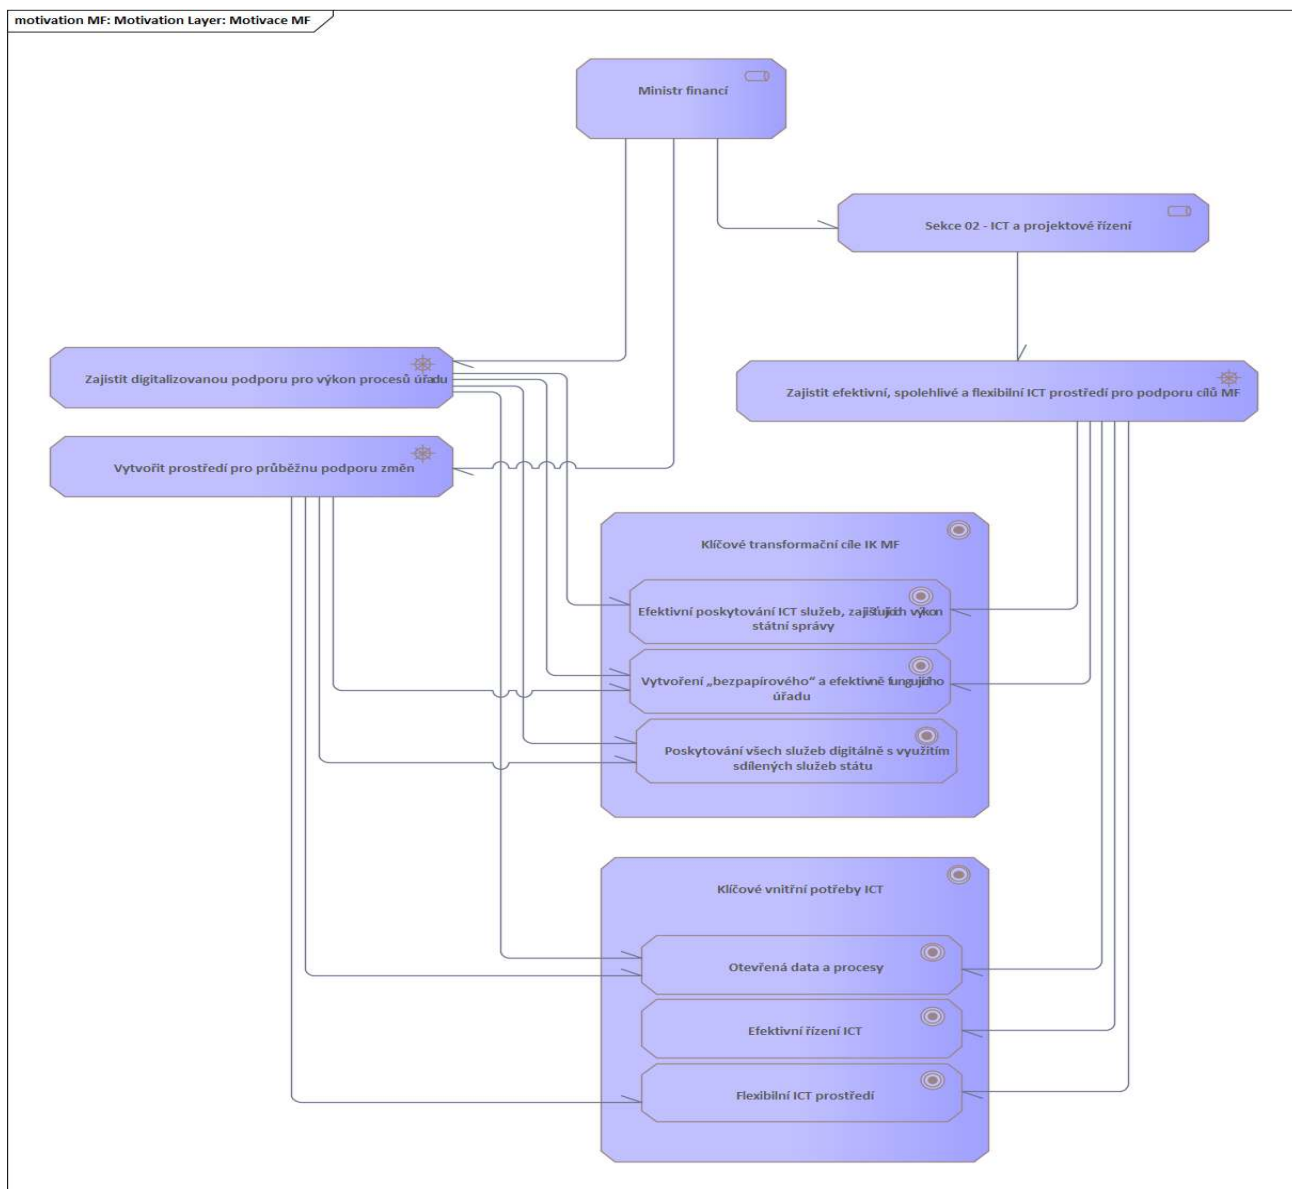 motivation MF: Motivation Layer: Motivace MF
Ministr financí
Sekce 02 - ICT a projektové řízení
Zajistit digitalizovanou podporu pro výkon procesů úřadu
Zajistit efektivní, spolehlivé a flexibilní ICT prostředí pro podporu cílů MF
Vytvořit prostředí pro průběžnu podporu změn
Klíčové transformační cíle IK MF
Efektivní poskytování ICT služeb, zajišťujících výkon
státní správy
Vytvoření „bezpapírového“ a efektivně fungujícího
úřadu
Poskytování všech služeb digitálně s využitím
sdílených služeb státu
Klíčové vnitřní potřeby ICT
Otevřená data a procesy
Efektivní řízení ICT
Flexibilní ICT prostředí